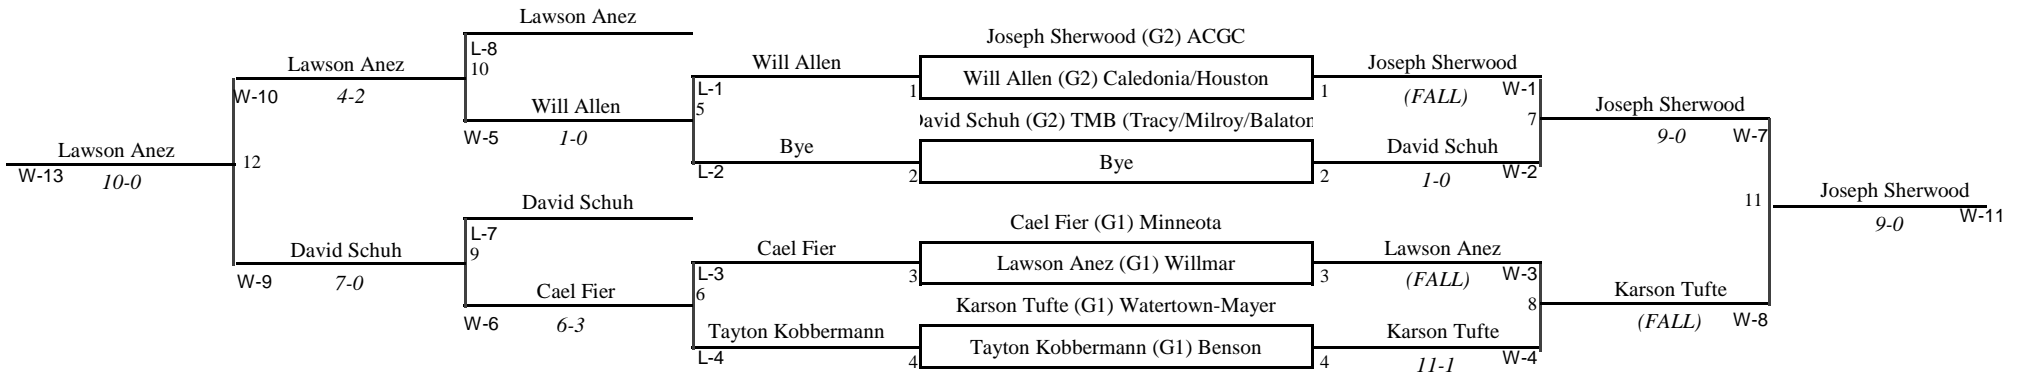 Lawson Anez
L-8
10
Lawson Anez
W-10
4-2
Will Allen
W-5
1-0
Lawson Anez
W-13
10-0
12
David Schuh
L-7
9
David Schuh
W-9
7-0
Cael Fier
W-6
6-3
Will Allen
L-1
5
1
Bye
L-2
2
Cael Fier
L-3
6
3
Tayton Kobbermann
L-4
4
Joseph Sherwood (G2) ACGC
Will Allen (G2) Caledonia/Houston
David Schuh (G2) TMB (Tracy/Milroy/Balaton
Bye
Cael Fier (G1) Minneota
Lawson Anez (G1) Willmar
Karson Tufte (G1) Watertown-Mayer
Tayton Kobbermann (G1) Benson
1
Joseph Sherwood
(FALL)
W-1
7
2
David Schuh
1-0
W-2
3
Lawson Anez
(FALL)
W-3
8
4
Karson Tufte
11-1
W-4
Joseph Sherwood
9-0
W-7
11
Karson Tufte
(FALL)
W-8
Joseph Sherwood
9-0
W-11